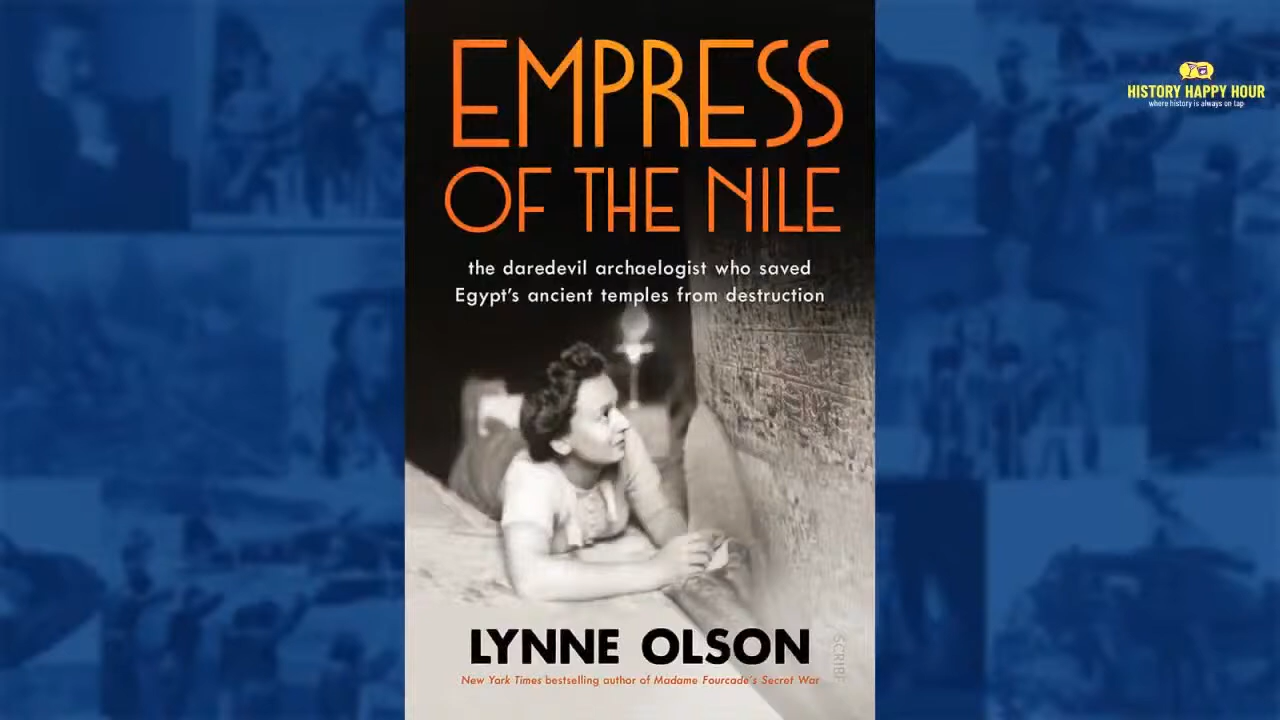 EMPRESS
OF THE NILE
the daredevil archaelogist who saved
Egypt's ancient temples from destruction
LYNNE OLSON
SCRIBE
New York Times bestselling author of Madame Fourcade's Secret War
HISTORY HAPPY HOUR
where history is always on tap